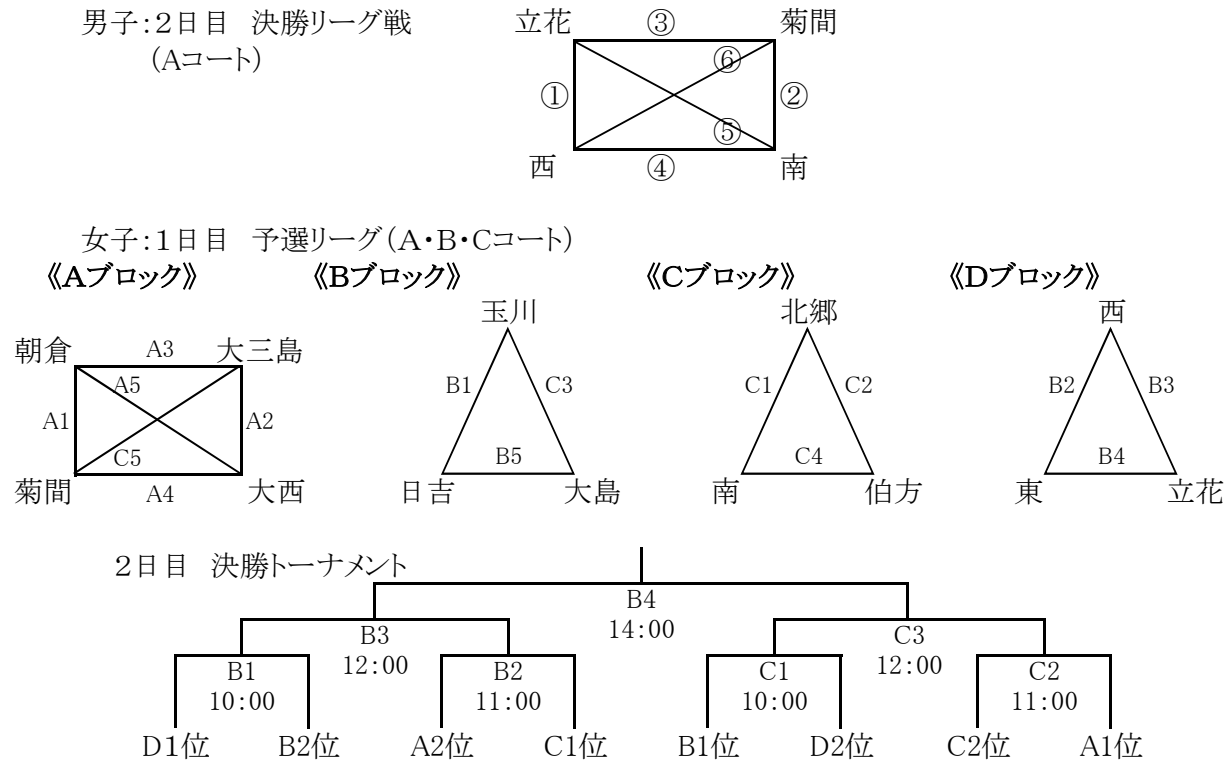 男子：２日目　決勝リーグ戦
（Aコート）
立花　③　菊間
⑥
①　②
⑤
西　④　南
女子：１日目　予選リーグ（A・B・Cコート）
《Aブロック》　《Bブロック》　《Cブロック》　《Dブロック》
玉川　北郷　西
朝倉　A3　大三島
A5　B1　C3　C1　C2　B2　B3
A1　A2
C5　B5　C4　B4
菊間　A4　大西　日吉　大島　南　伯方　東　立花
２日目　決勝トーナメント
B4
14：00
B3　C3
12：00　12：00
B1　B2　C1　C2
10：00　11：00　10：00　11：00
D１位　B２位　A２位　C１位　B１位　D２位　C２位　A１位